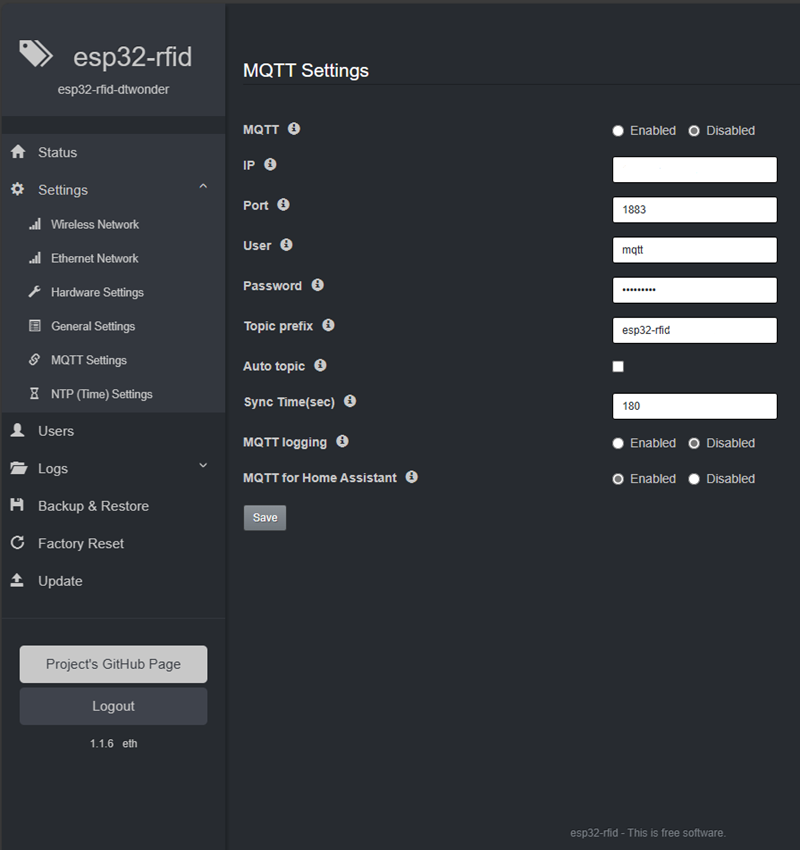 esp32-rfid
esp32-rfid-dtwonder
Status
Settings
Wireless Network
Ethernet Network
Hardware Settings
General Settings
MQTT Settings
NTP (Time) Settings
Users
Logs
Backup & Restore
Factory Reset
Update
Project's GitHub Page
Logout
1.1.6 eth
MQTT Settings
MQTT Enabled Disabled
IP
Port 1883
User mqtt
Password •••••••••
Topic prefix esp32-rfid
Auto topic
Sync Time(sec) 180
MQTT logging Enabled Disabled
MQTT for Home Assistant Enabled Disabled
Save
esp32-rfid - This is free software.